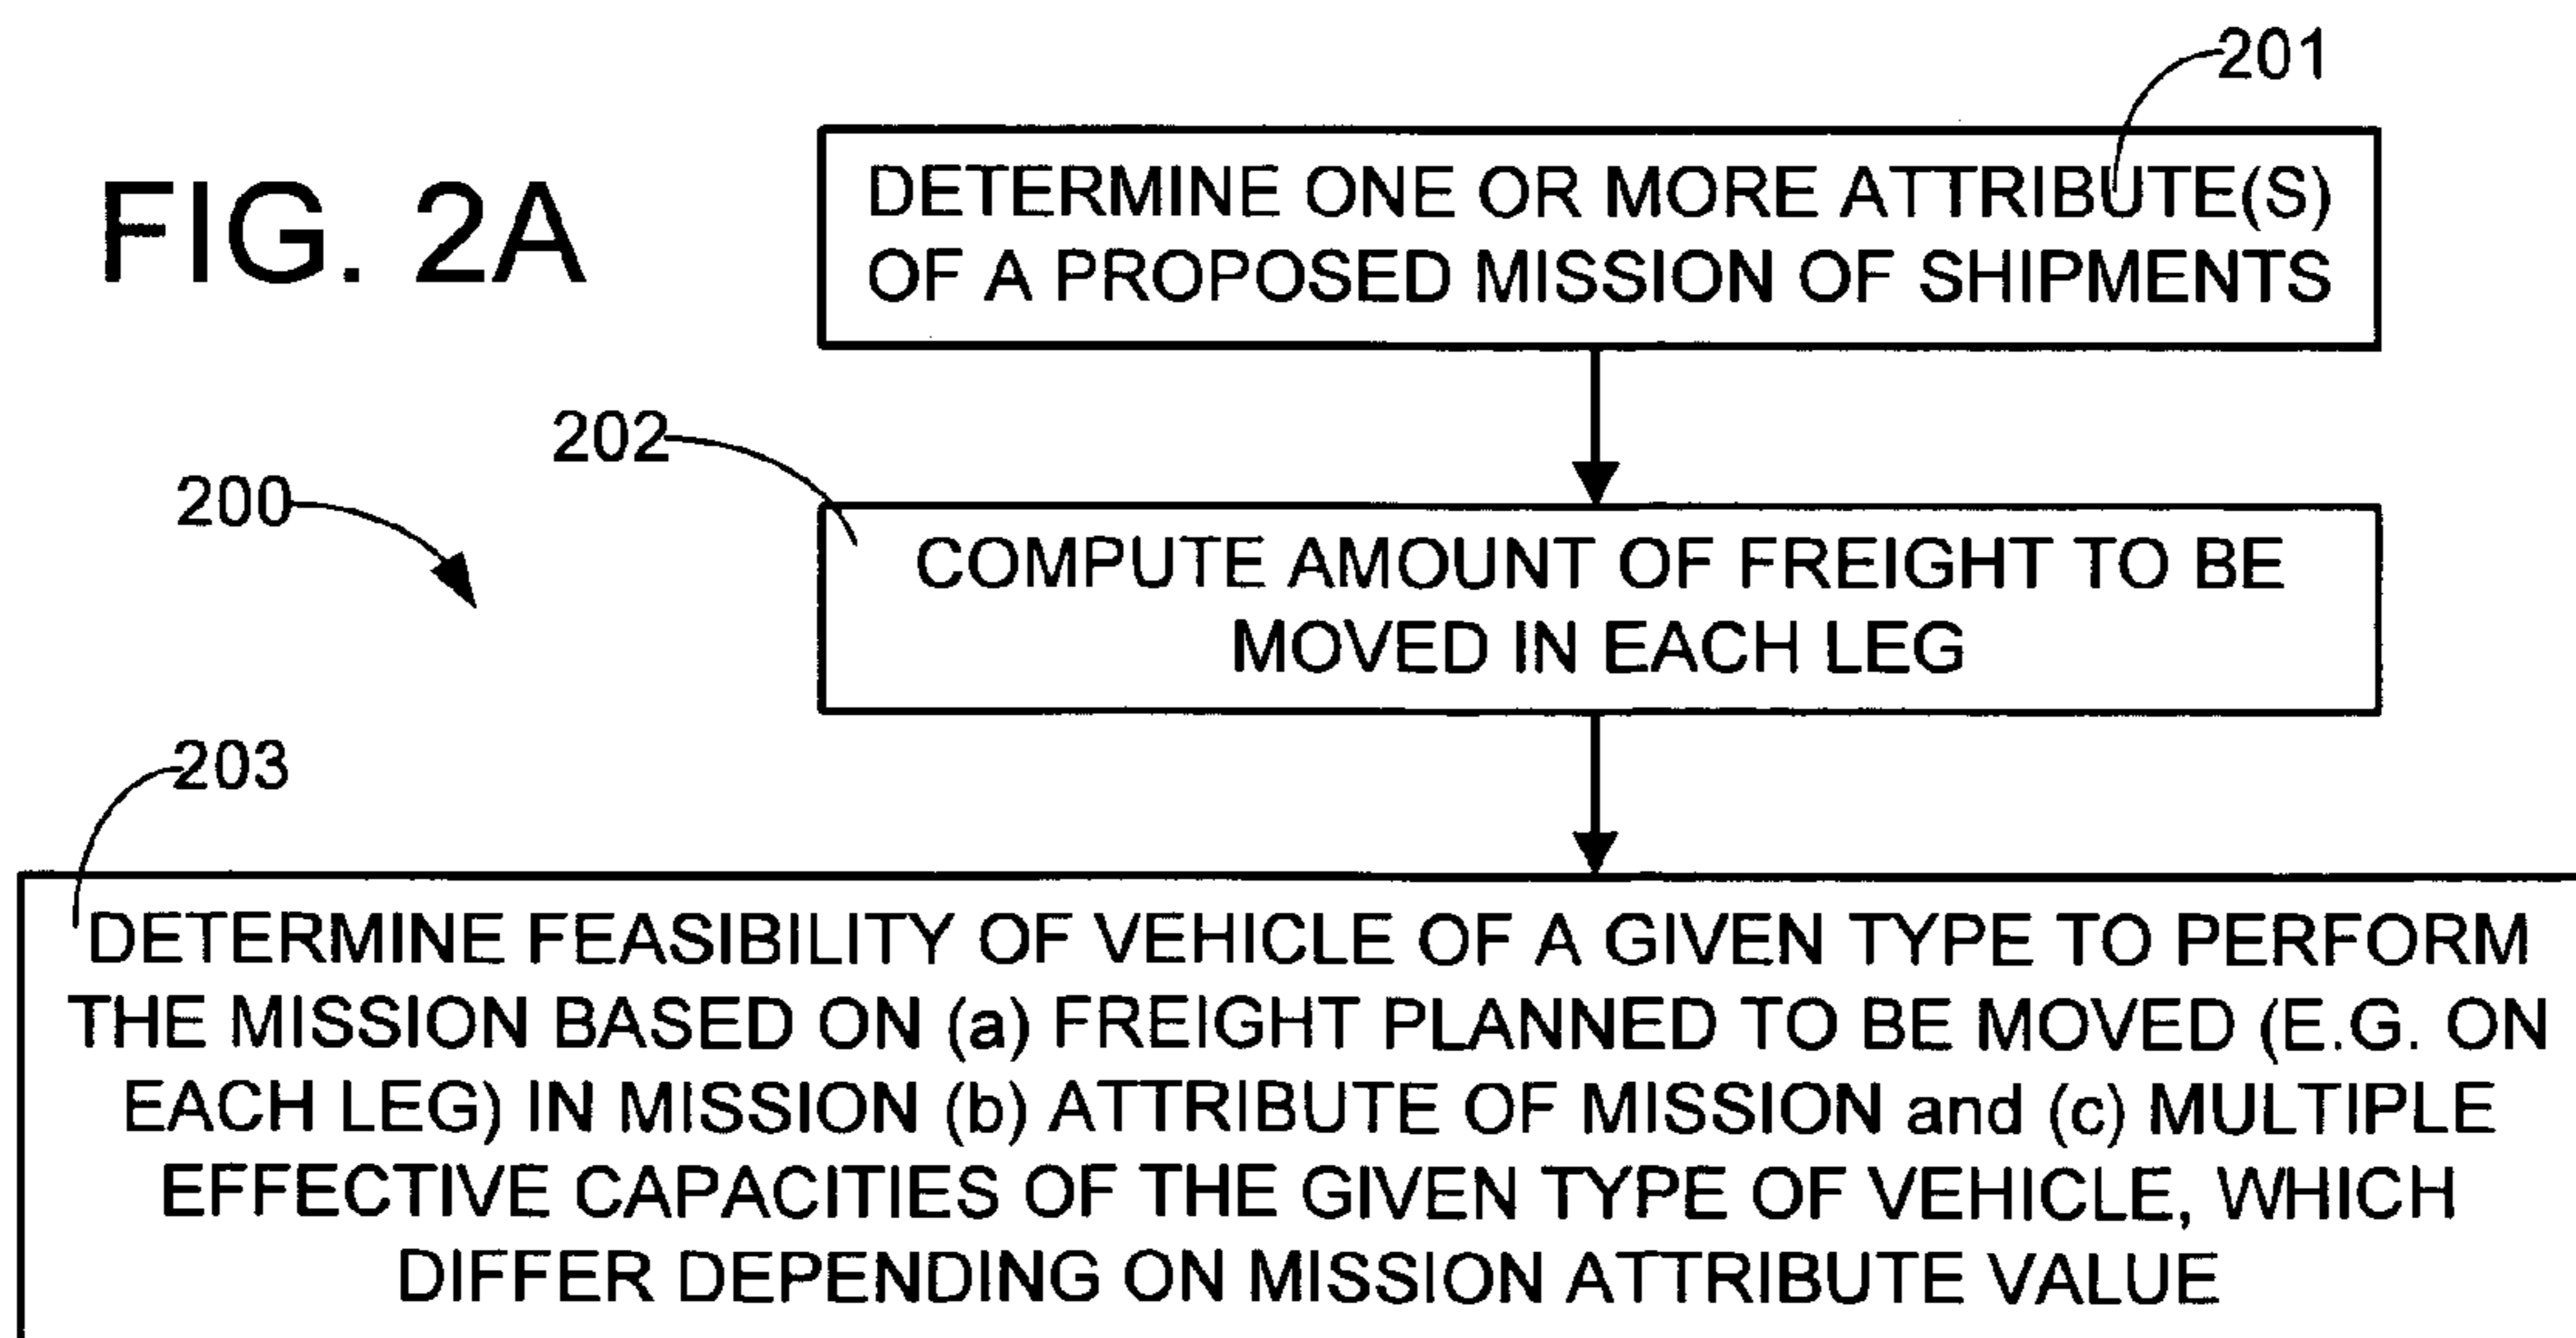 201
FIG. 2A
DETERMINE ONE OR MORE ATTRIBUTE(S)
OF A PROPOSED MISSION OF SHIPMENTS
202
200
COMPUTE AMOUNT OF FREIGHT TO BE
MOVED IN EACH LEG
203
DETERMINE FEASIBILITY OF VEHICLE OF A GIVEN TYPE TO PERFORM
THE MISSION BASED ON (a) FREIGHT PLANNED TO BE MOVED (E.G. ON
EACH LEG) IN MISSION (b) ATTRIBUTE OF MISSION and (c) MULTIPLE
EFFECTIVE CAPACITIES OF THE GIVEN TYPE OF VEHICLE, WHICH
DIFFER DEPENDING ON MISSION ATTRIBUTE VALUE